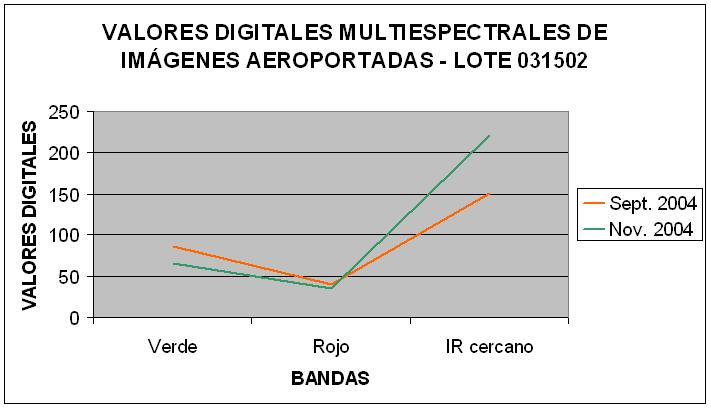 VALORES DIGITALES MULTIESPECTRALES DE
IMÁGENES AEROPORTADAS - LOTE 031502
VALORES DIGITALES
250
200
150
100
50
0
Verde
Rojo
IR cercano
BANDAS
Sept. 2004
Nov. 2004